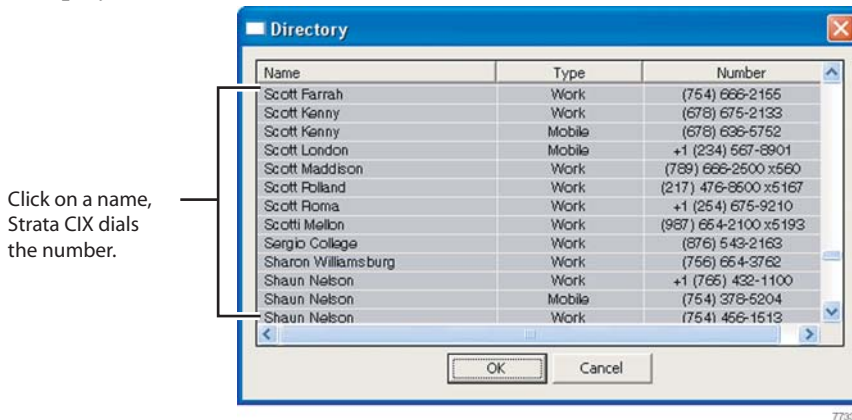 Directory
Name Type Number
Scott Farrah Work (754) 666-2155
Scott Kenny Work (678) 675-2133
Scott Kenny Mobile (678) 636-5752
Scott London Mobile +1 (234) 567-8901
Scott Maddison Work (789) 666-2500 x560
Scott Polland Work (217) 476-8500 x5167
Scott Roma Work +1 (254) 675-9210
Scotti Mellon Work (987) 654-2100 x5193
Sergio College Work (876) 543-2163
Sharon Williamsburg Work (756) 654-3762
Shaun Nelson Work +1 (765) 432-1100
Shaun Nelson Mobile (754) 378-5204
Shaun Nelson Work (754) 456-1513
Click on a name,
Strata CIX dials
the number.
OK Cancel